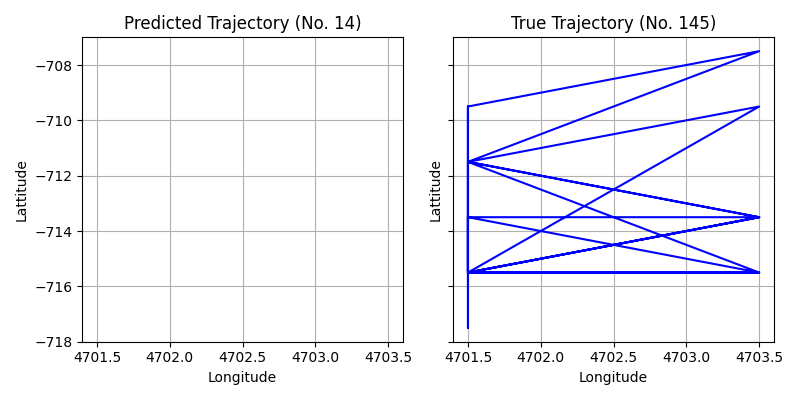 Predicted Trajectory (No. 14)
True Trajectory (No. 145)
Lattitude
−708
−710
−712
−714
−716
−718
4701.5 4702.0 4702.5 4703.0 4703.5
Longitude
Lattitude
4701.5 4702.0 4702.5 4703.0 4703.5
Longitude